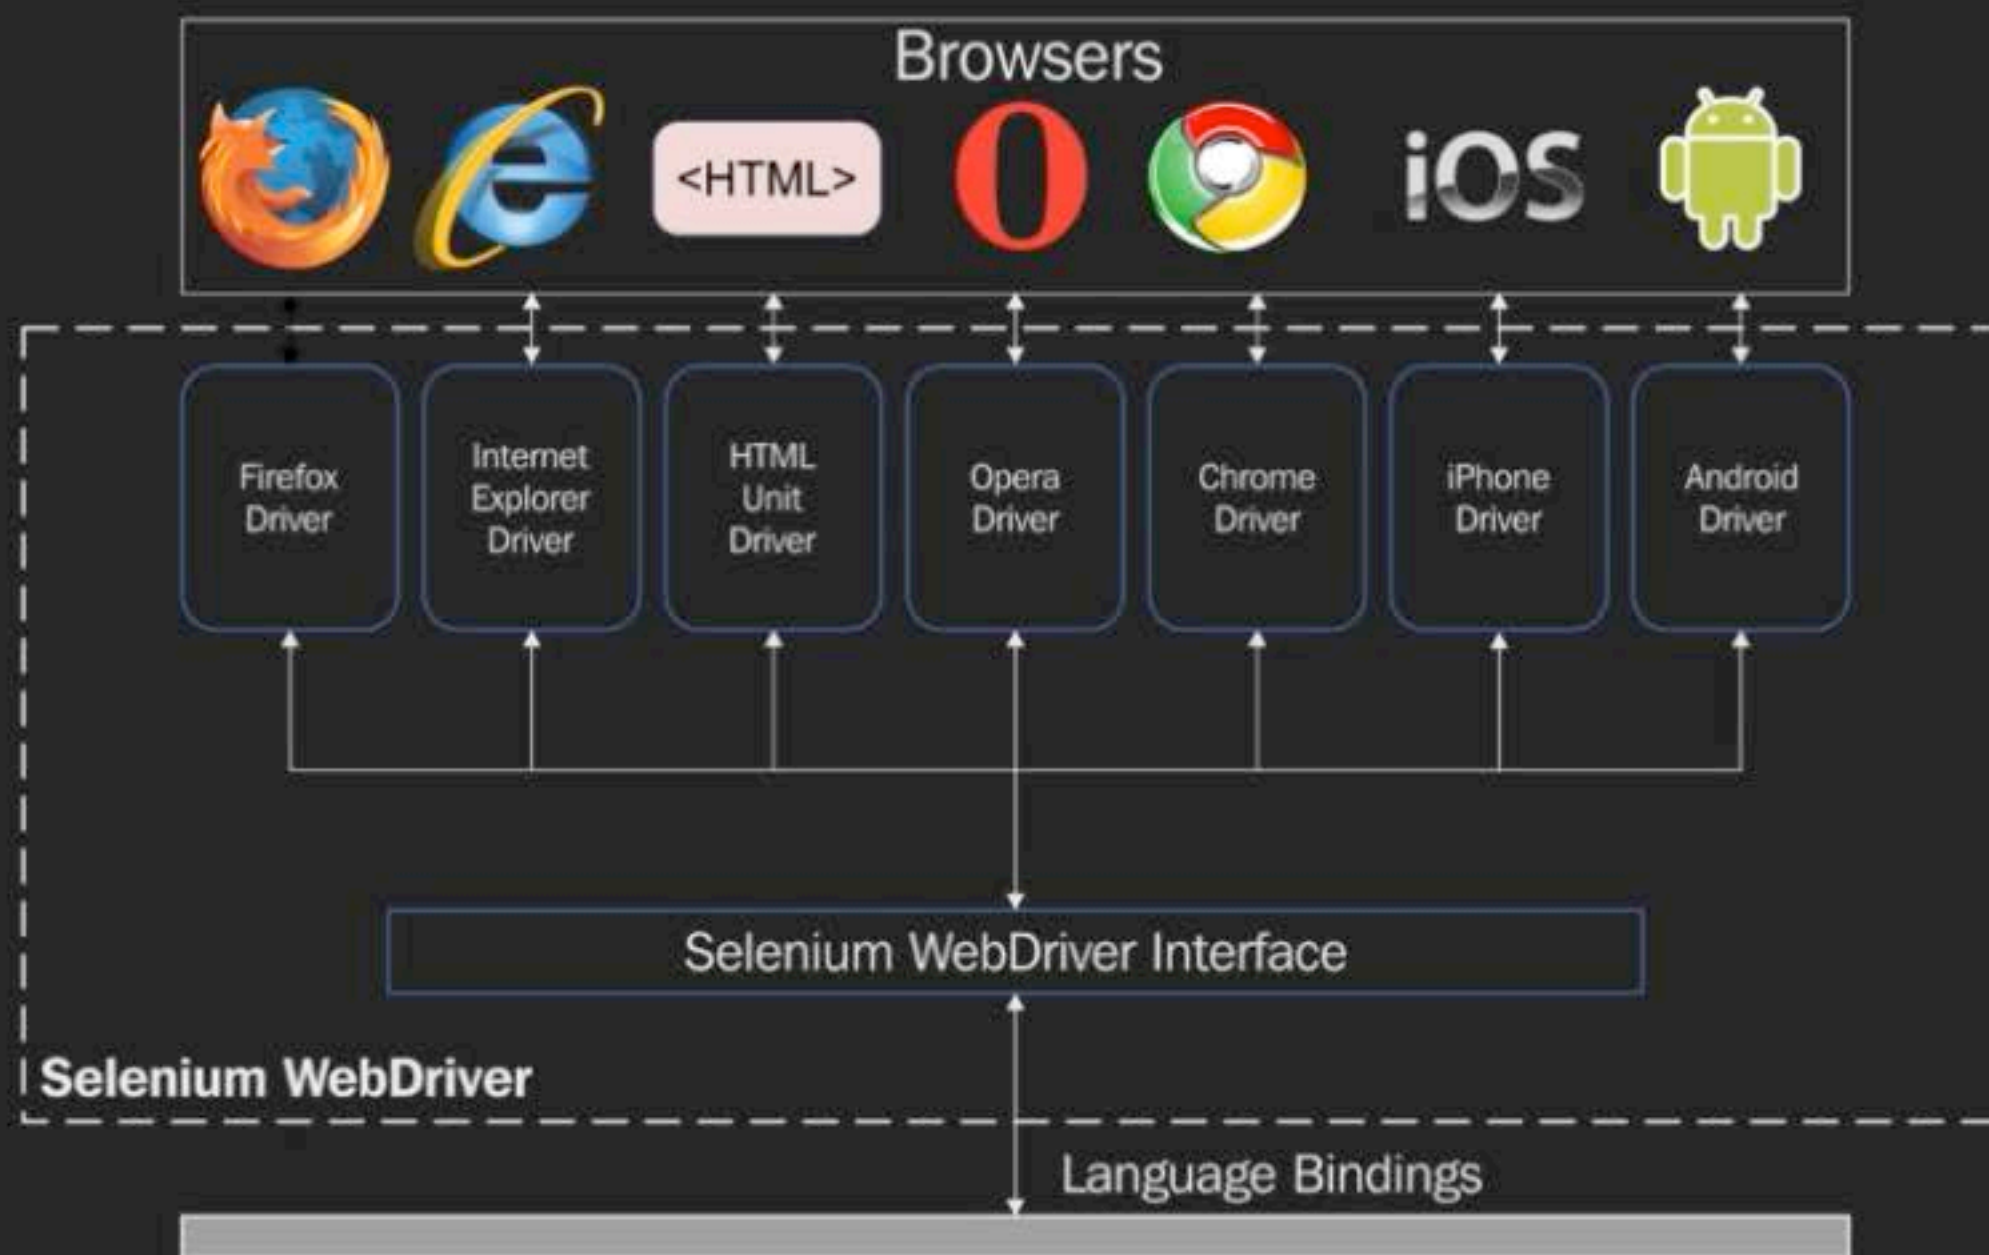 Browsers
<HTML>
iOS
Firefox
Driver
Internet
Explorer
Driver
HTML
Unit
Driver
Opera
Driver
Chrome
Driver
iPhone
Driver
Android
Driver
Selenium WebDriver Interface
Selenium WebDriver
Language Bindings